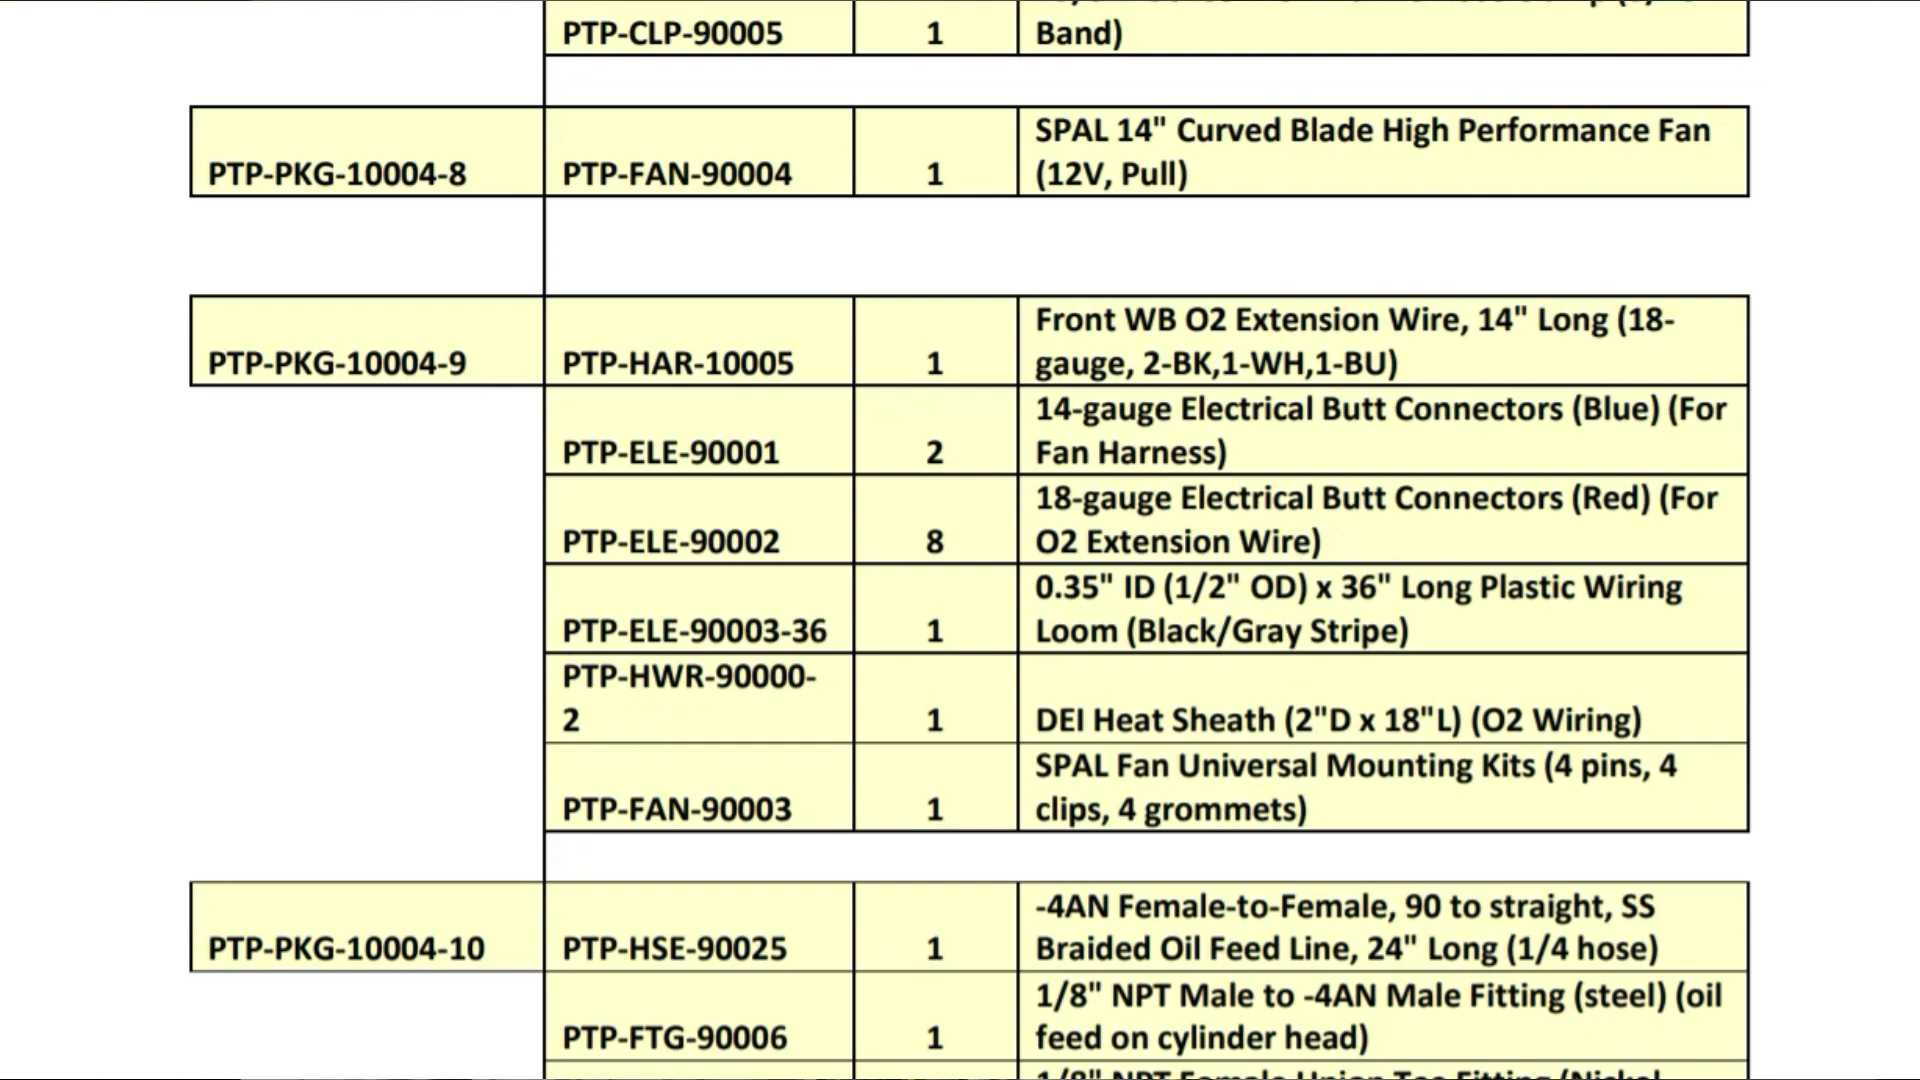 PTP-CLP-90005 1 Band)
SPAL 14" Curved Blade High Performance Fan
PTP-PKG-10004-8 PTP-FAN-90004 1 (12V, Pull)
Front WB O2 Extension Wire, 14" Long (18-
PTP-PKG-10004-9 PTP-HAR-10005 1 gauge, 2-BK,1-WH,1-BU)
14-gauge Electrical Butt Connectors (Blue) (For
PTP-ELE-90001 2 Fan Harness)
18-gauge Electrical Butt Connectors (Red) (For
PTP-ELE-90002 8 O2 Extension Wire)
0.35" ID (1/2" OD) x 36" Long Plastic Wiring
PTP-ELE-90003-36 1 Loom (Black/Gray Stripe)
PTP-HWR-90000-
2 1 DEI Heat Sheath (2"D x 18"L) (O2 Wiring)
SPAL Fan Universal Mounting Kits (4 pins, 4
PTP-FAN-90003 1 clips, 4 grommets)
-4AN Female-to-Female, 90 to straight, SS
PTP-PKG-10004-10 PTP-HSE-90025 1 Braided Oil Feed Line, 24" Long (1/4 hose)
1/8" NPT Male to -4AN Male Fitting (steel) (oil
PTP-FTG-90006 1 feed on cylinder head)
1/8" NPT Female Union Tee Fitting (Nickel